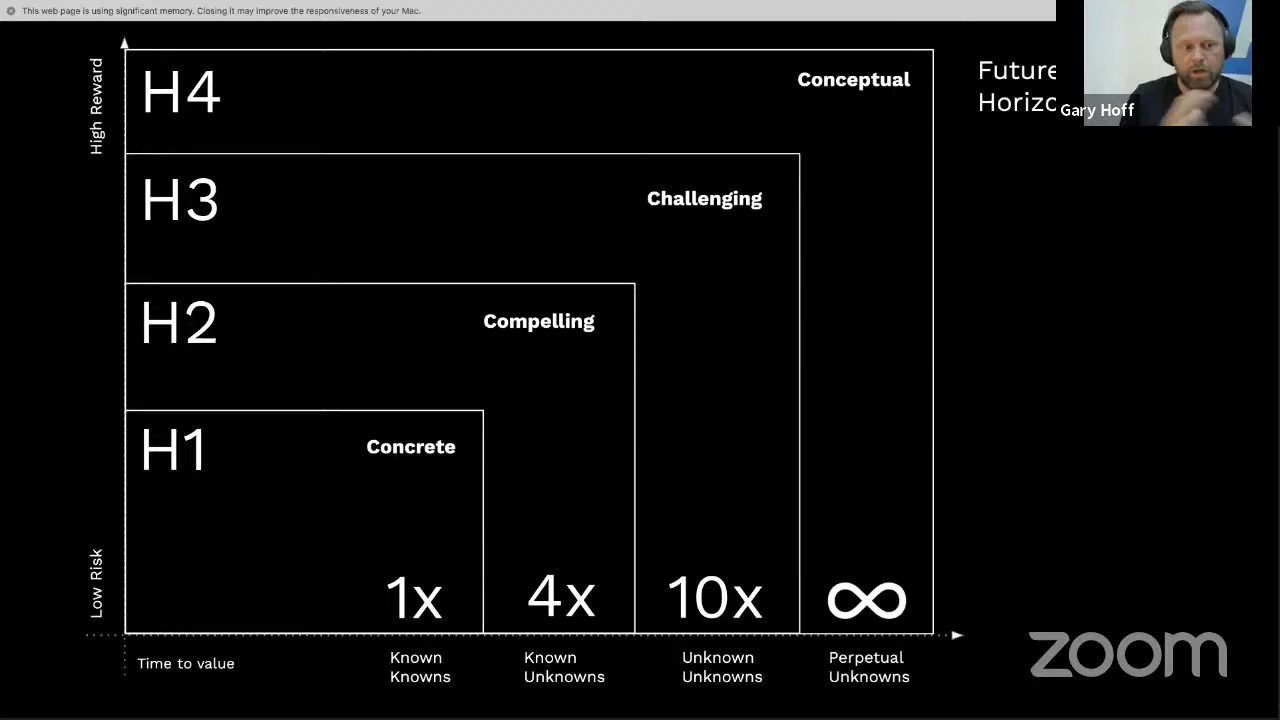 This web page is using significant memory. Closing it may improve the responsiveness of your Mac.
High Reward
H4
Conceptual
Future
Gary Hoff
H3
Challenging
H2
Compelling
H1
Concrete
Low Risk
1x
4x
10x
∞
Time to value
Known
Knowns
Known
Unknowns
Unknown
Unknowns
Perpetual
Unknowns
zoom